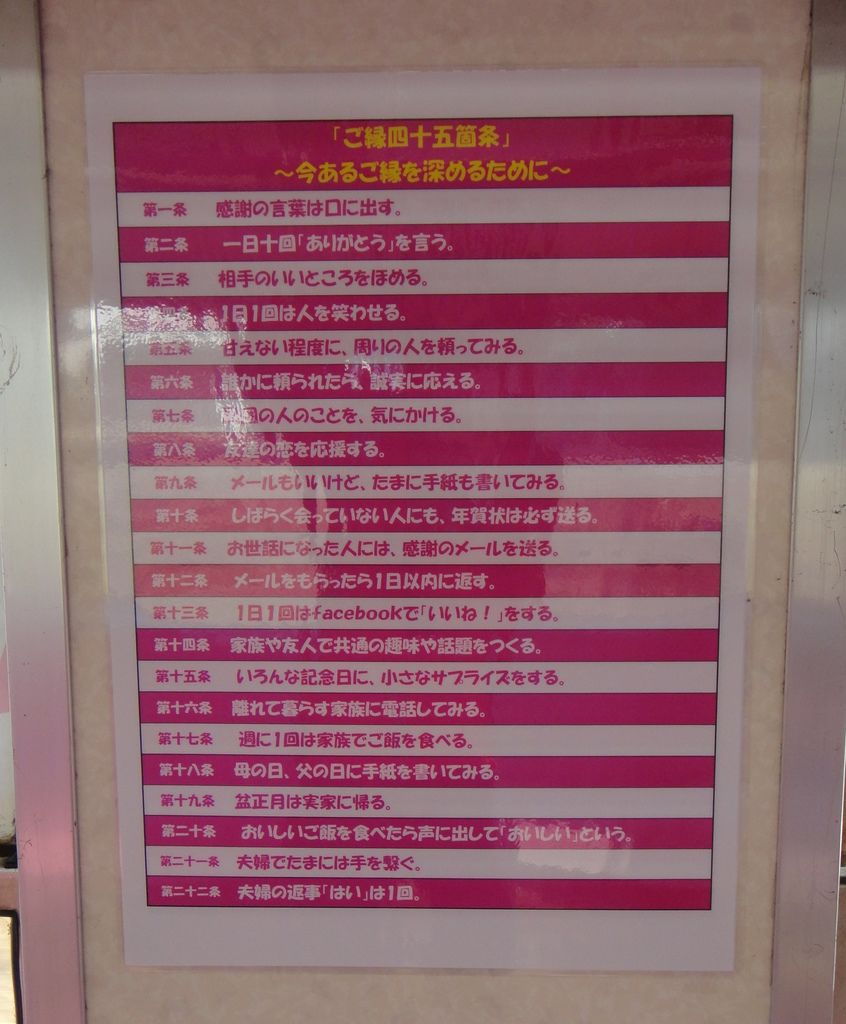 「ご縁四十五箇条」
～今あるご縁を深めるために～
第一条 感謝の言葉は口に出す。
第二条 一日十回「ありがとう」を言う。
第三条 相手のいいところをほめる。
第四条 1日1回は人を笑わせる。
第五条 甘えない程度に、周りの人を頼ってみる。
第六条 誰かに頼られたら、誠実に応える。
第七条 周囲の人のことを、気にかける。
第八条 友達の恋を応援する。
第九条 メールもいいけど、たまに手紙も書いてみる。
第十条 しばらく会っていない人にも、年賀状は必ず送る。
第十一条 お世話になった人には、感謝のメールを送る。
第十二条 メールをもらったら1日以内に返す。
第十三条 1日1回はfacebookで「いいね！」をする。
第十四条 家族や友人で共通の趣味や話題をつくる。
第十五条 いろんな記念日に、小さなサプライズをする。
第十六条 離れて暮らす家族に電話してみる。
第十七条 週に1回は家族でご飯を食べる。
第十八条 母の日、父の日に手紙を書いてみる。
第十九条 盆正月は実家に帰る。
第二十条 おいしいご飯を食べたら声に出して「おいしい」という。
第二十一条 夫婦でたまには手を繋ぐ。
第二十二条 夫婦の返事「はい」は1回。